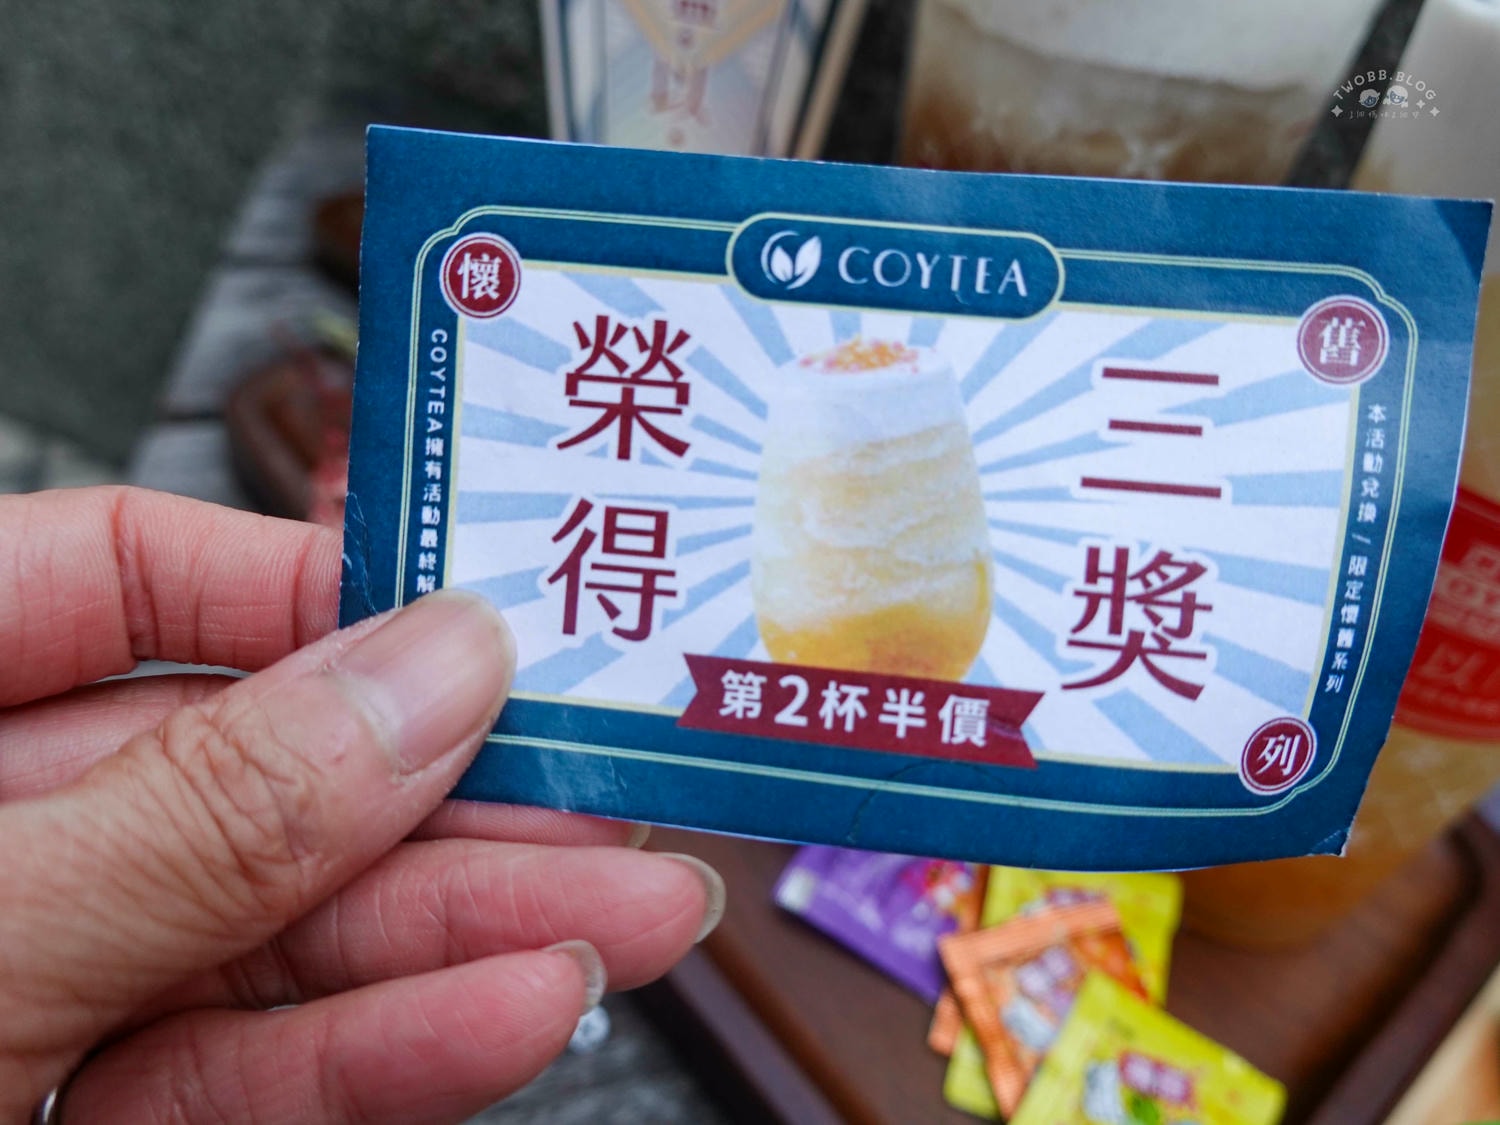 TWOBB.BLOG
COYTEA
懷
舊
列
榮得
三獎
第2杯半價
COYTEA擁有活動最終解
本活動兌換 / 限定懷舊系列